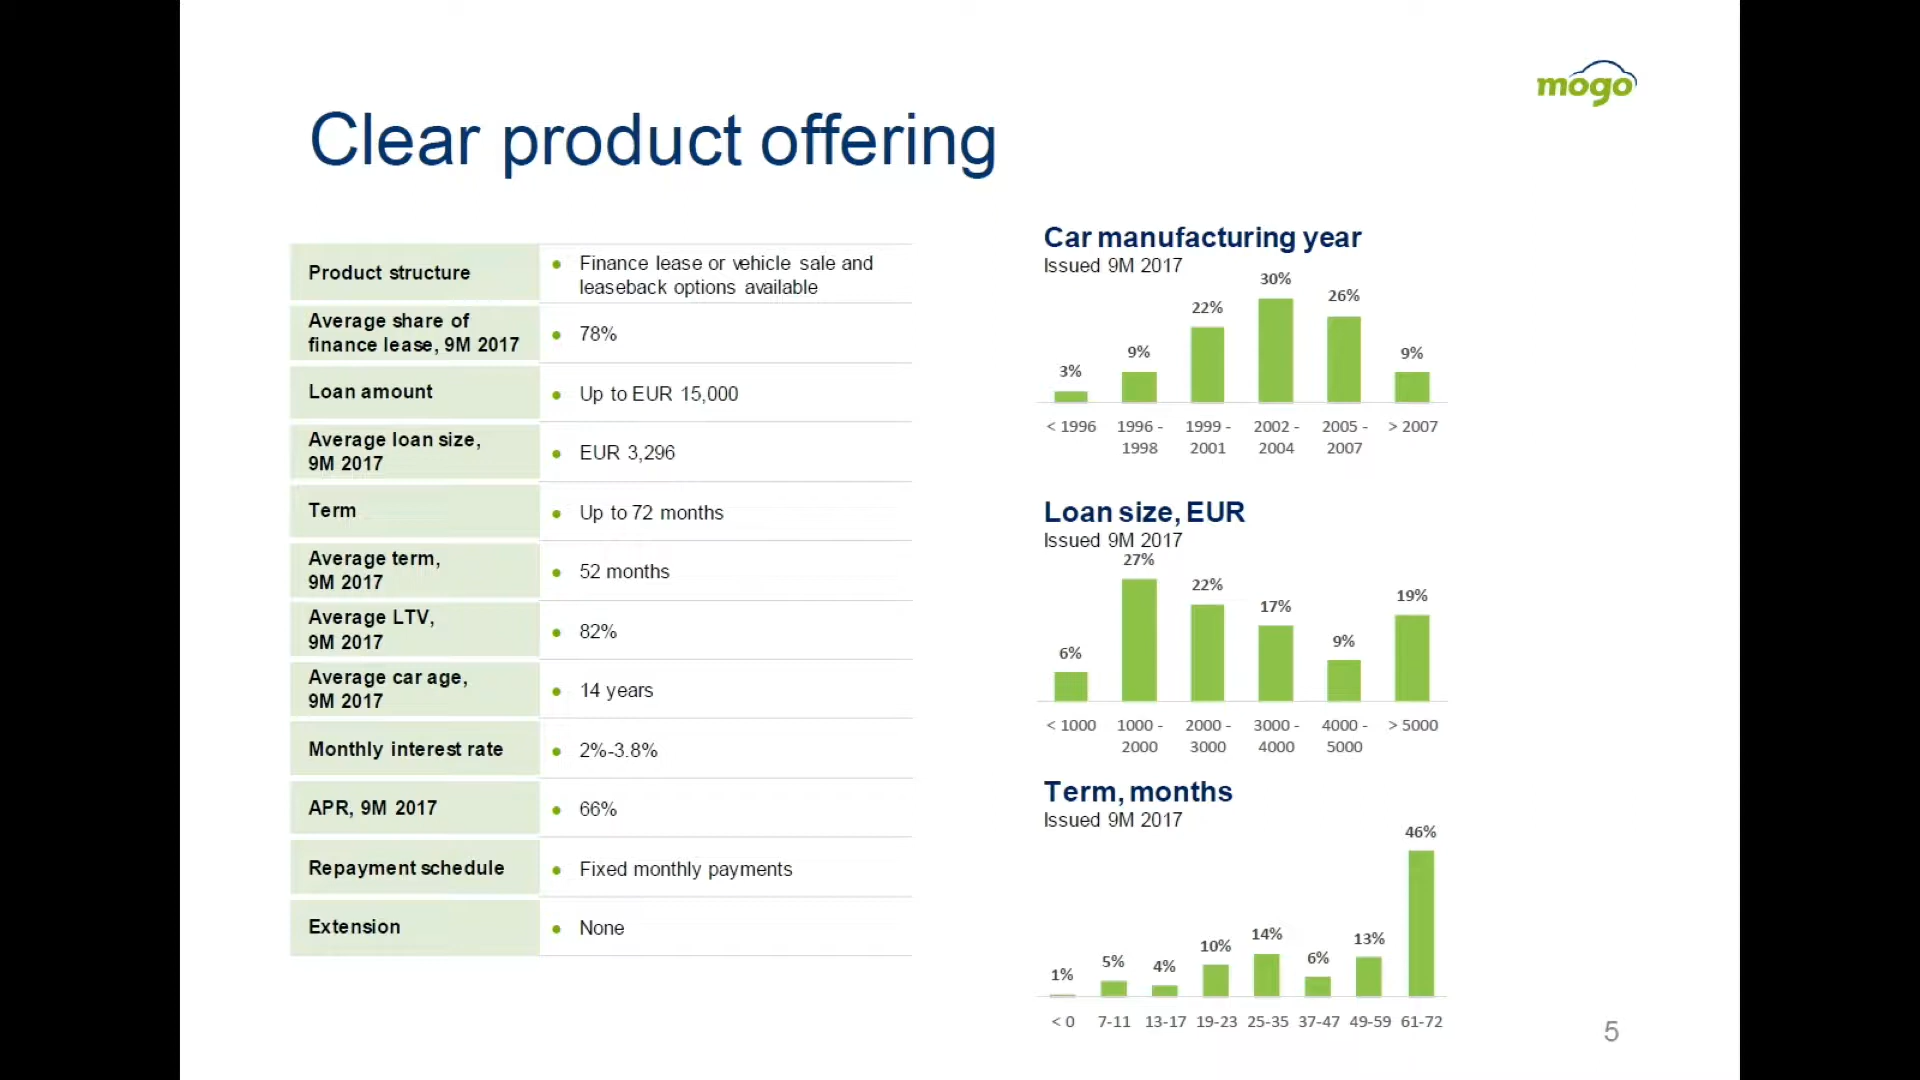 mogo
Clear product offering
Product structure
Finance lease or vehicle sale and
leaseback options available
Average share of
finance lease, 9M 2017
78%
Loan amount
Up to EUR 15,000
Average loan size,
9M 2017
EUR 3,296
Term
Up to 72 months
Average term,
9M 2017
52 months
Average LTV,
9M 2017
82%
Average car age,
9M 2017
14 years
Monthly interest rate
2%-3.8%
APR, 9M 2017
66%
Repayment schedule
Fixed monthly payments
Extension
None
Car manufacturing year
Issued 9M 2017
3% 9% 22% 30% 26% 9%
< 1996 1996 - 1999 - 2002 - 2005 - > 2007
1998 2001 2004 2007
Loan size, EUR
Issued 9M 2017
6% 27% 22% 17% 9% 19%
< 1000 1000 - 2000 - 3000 - 4000 - > 5000
2000 3000 4000 5000
Term, months
Issued 9M 2017
1% 5% 4% 10% 14% 6% 13% 46%
< 0 7-11 13-17 19-23 25-35 37-47 49-59 61-72
5